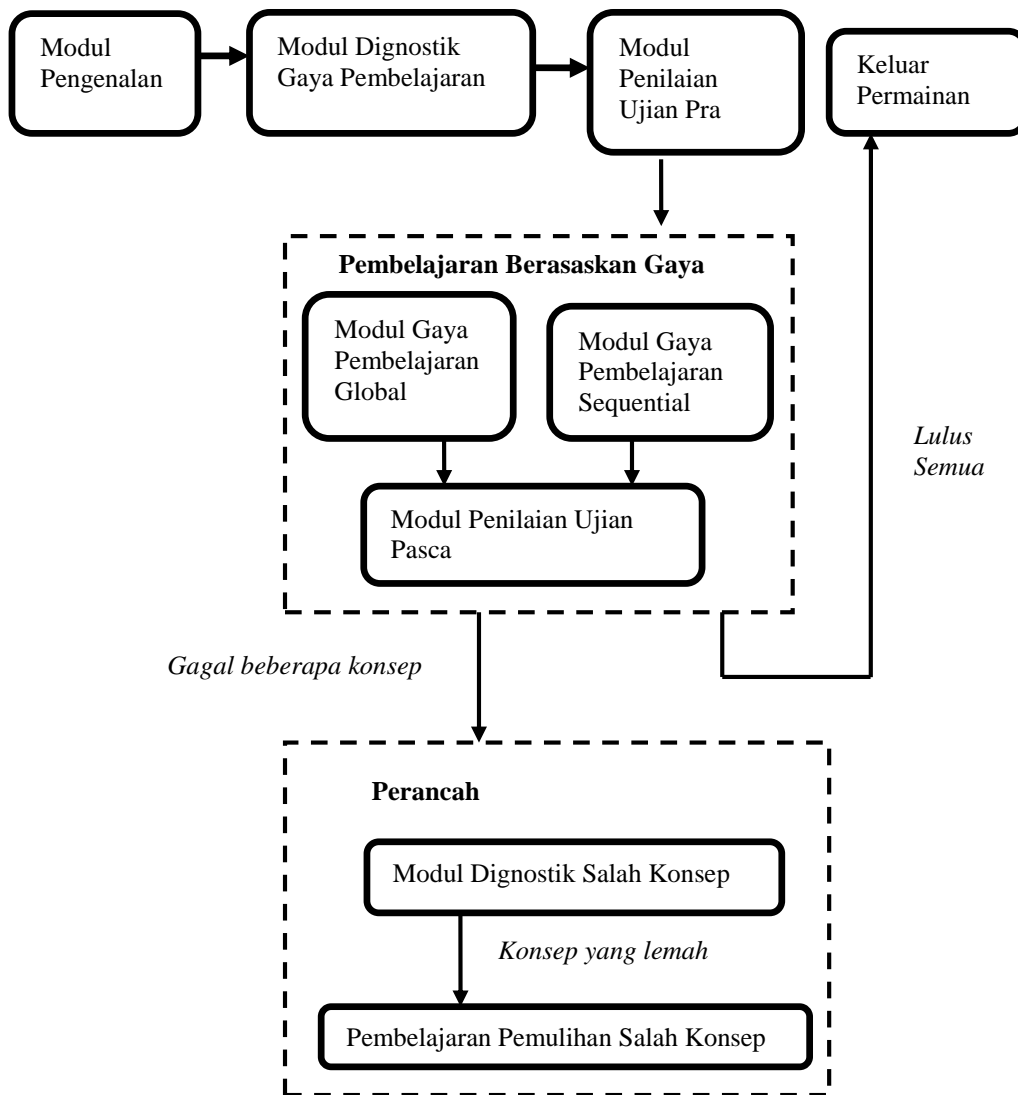 Modul
Pengenalan
Modul Dignostik
Gaya Pembelajaran
Modul
Penilaian
Ujian Pra
Keluar
Permainan
Pembelajaran Berasaskan Gaya
Modul Gaya
Pembelajaran
Global
Modul Gaya
Pembelajaran
Sequential
Modul Penilaian Ujian
Pasca
Lulus
Semua
Gagal beberapa konsep
Perancah
Modul Dignostik Salah Konsep
Konsep yang lemah
Pembelajaran Pemulihan Salah Konsep